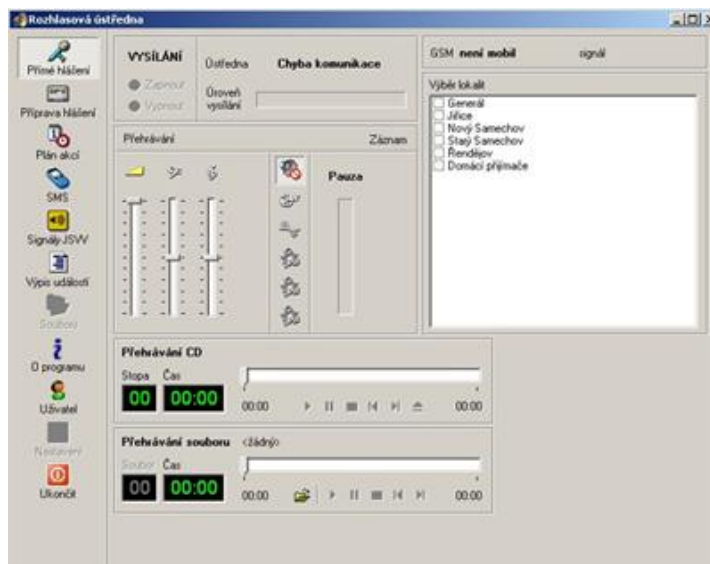 Rozhlasová ústředna
Přímé hlášení
Příprava hlášení
Plán akcí
SMS
Signály JSVV
Výpis událostí
Soubory
O programu
Uživatel
Nastavení
Ukončit
VYSÍLÁNÍ
Zapnout
Vypnout
Ústředna Chyba komunikace
Úroveň
vysílání
GSM není mobil signál
Výběr lokalit
Generál
Jiřice
Nový Samechov
Starý Samechov
Řendějov
Domácí přijímače
Přehrávání Záznam
Pauza
Přehrávání CD
Stopa Čas
00 00:00
00:00 00:00
Přehrávání souboru <žádný>
Soubor Čas
00 00:00
00:00 00:00